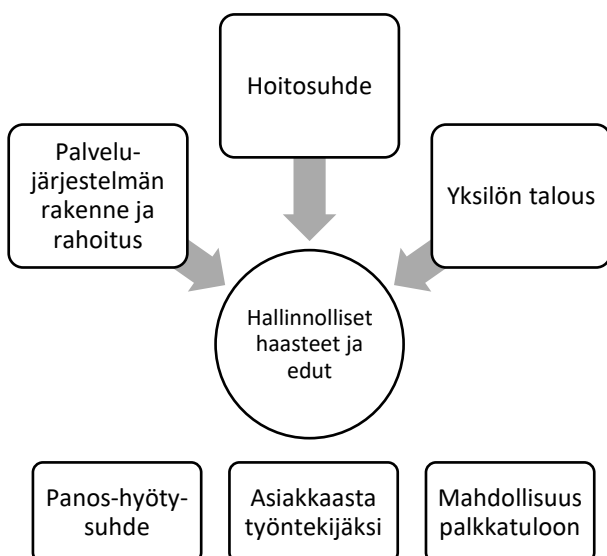 Hoitosuhde
Palvelu-
järjestelmän
rakenne ja
rahoitus
Yksilön talous
Hallinnolliset
haasteet ja
edut
Panos-hyöty-
suhde
Asiakkaasta
työntekijäksi
Mahdollisuus
palkkatuloon